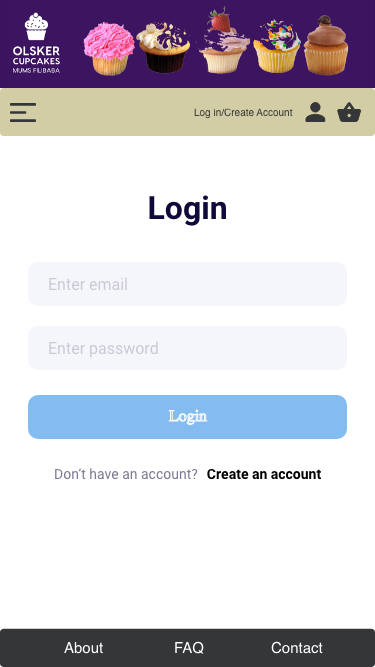 OLSKER
CUPCAKES
MUMS FILIBABA
Log in/Create Account
Login
Enter email
Enter password
Login
Don't have an account? Create an account
About FAQ Contact